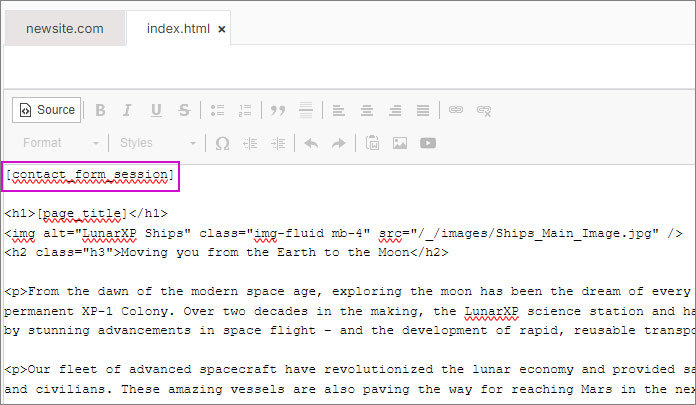 newsite.com index.html ×
Source B I U S
Format Styles Ω
[contact_form_session]
<h1>[page_title]</h1>
<img alt="LunarXP Ships" class="img-fluid mb-4" src="/_/images/Ships_Main_Image.jpg" />
<h2 class="h3">Moving you from the Earth to the Moon</h2>
<p>From the dawn of the modern space age, exploring the moon has been the dream of every
permanent XP-1 Colony. Over two decades in the making, the LunarXP science station and ha
by stunning advancements in space flight – and the development of rapid, reusable transpo
<p>Our fleet of advanced spacecraft have revolutionized the lunar economy and provided sa
and civilians. These amazing vessels are also paving the way for reaching Mars in the nex